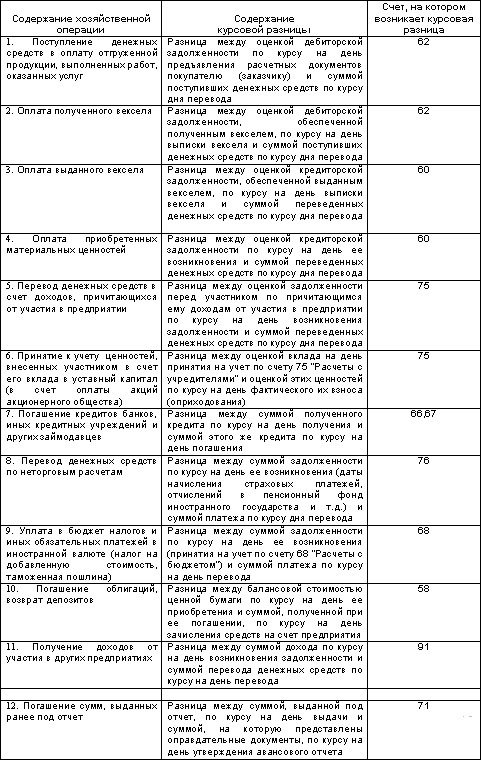 Содержание хозяйственной
операции
Содержание
курсовой разницы
Счет, на котором
возникает курсовая
разница
1. Поступление денежных
средств в оплату отгруженной
продукции, выполненных работ,
оказанных услуг
Разница между оценкой дебиторской
задолженности по курсу на день
предъявления расчетных документов
покупателю (заказчику) и суммой
поступивших денежных средств по курсу
дня перевода
62
2. Оплата полученного векселя
Разница между оценкой дебиторской
задолженности, обеспеченной
полученным векселем, по курсу на день
выписки векселя и суммой поступивших
денежных средств по курсу дня перевода
62
3. Оплата выданного векселя
Разница между оценкой кредиторской
задолженности, обеспеченной выданным
векселем, по курсу на день выписки
векселя и суммой переведенных
денежных средств по курсу дня перевода
60
4. Оплата приобретенных
материальных ценностей
Разница между оценкой кредиторской
задолженности по курсу на день ее
возникновения и суммой переведенных
денежных средств по курсу дня перевода
60
5. Перевод денежных средств в
счет доходов, причитающихся
от участия в предприятии
Разница между оценкой задолженности
перед участником по причитающимся
ему доходам от участия в предприятии
по курсу на день возникновения
задолженности и суммой переведенных
денежных средств по курсу дня перевода
75
6. Принятие к учету ценностей,
внесенных участником в счет
его вклада в уставный капитал
(в счет оплаты акций
акционерного общества)
Разница между оценкой вклада на день
принятия на учет по счету 75 "Расчеты с
учредителями" и оценкой этих ценностей
по курсу на день фактического их взноса
(оприходования)
75
7. Погашение кредитов банков,
иных кредитных учреждений и
других займодавцев
Разница между суммой полученного
кредита по курсу на день получения и
суммой этого же кредита по курсу на
день погашения
66,67
8. Перевод денежных средств
по неторговым расчетам
Разница между суммой задолженности
по курсу на день ее возникновения (даты
начисления страховых платежей,
отчислений в пенсионный фонд
иностранного государства и т.д.) и
суммой платежа по курсу дня перевода
76
9. Уплата в бюджет налогов и
иных обязательных платежей в
иностранной валюте (налог на
добавленную стоимость,
таможенная пошлина)
Разница между суммой задолженности
по курсу на день ее возникновения
(принятия на учет по счету 68 "Расчеты с
бюджетом") и суммой платежа по курсу
на день перевода
68
10. Погашение облигаций,
возврат депозитов
Разница между балансовой стоимостью
ценной бумаги по курсу на день ее
приобретения и суммой, полученной при
ее погашении, по курсу на день
зачисления средств на счет предприятия
58
11. Получение доходов от
участия в других предприятиях
Разница между суммой дохода по курсу
на день возникновения задолженности и
суммой перевода денежных средств по
курсу на день перевода
91
12. Погашение сумм, выданных
ранее под отчет
Разница между суммой, выданной под
отчет, по курсу на день выдачи и
суммой, на которую представлены
оправдательные документы, по курсу на
день утверждения авансового отчета
71